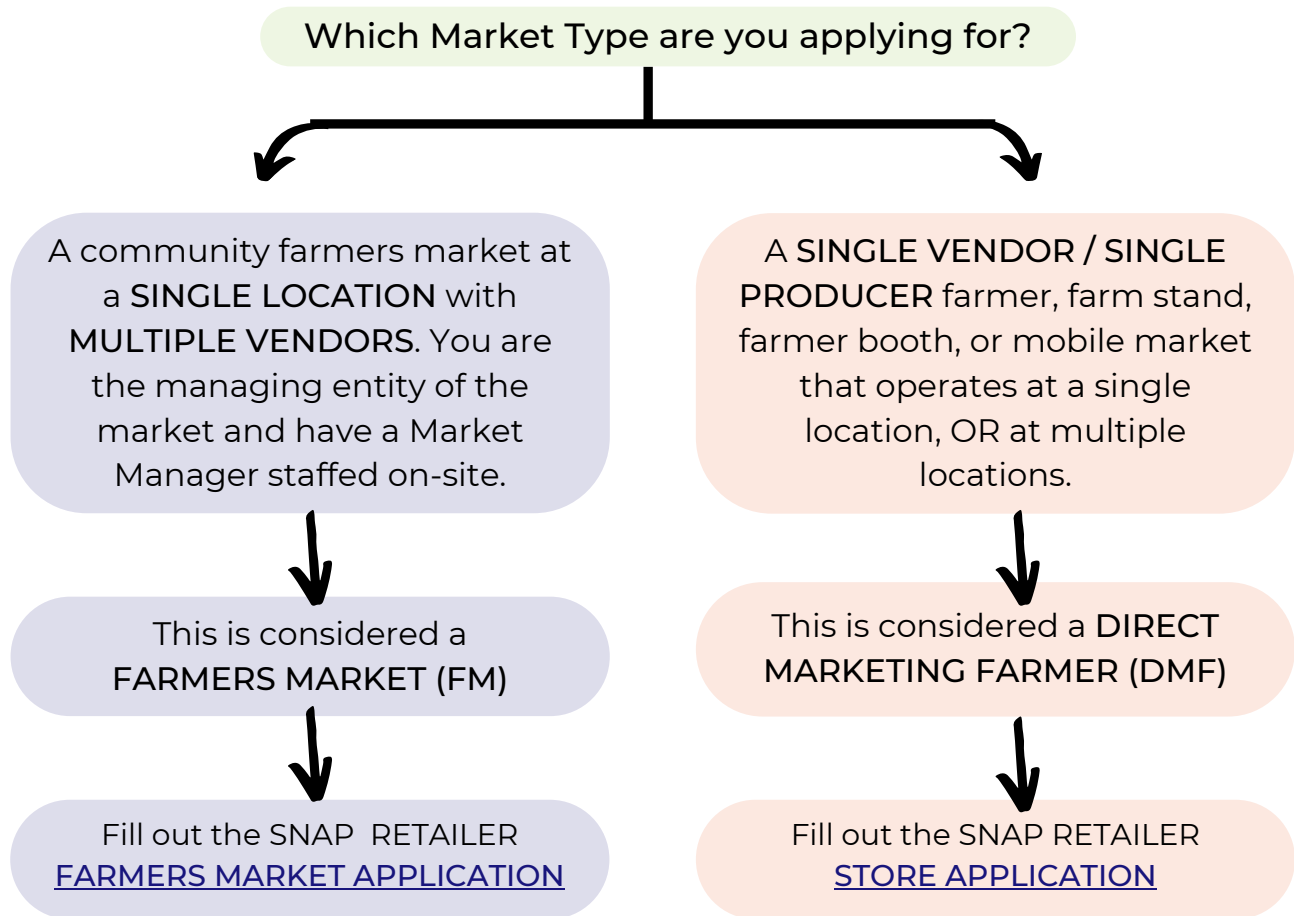 Which Market Type are you applying for?
A community farmers market at
a SINGLE LOCATION with
MULTIPLE VENDORS. You are
the managing entity of the
market and have a Market
Manager staffed on-site.
This is considered a
FARMERS MARKET (FM)
Fill out the SNAP RETAILER
FARMERS MARKET APPLICATION
A SINGLE VENDOR / SINGLE
PRODUCER farmer, farm stand,
farmer booth, or mobile market
that operates at a single
location, OR at multiple
locations.
This is considered a DIRECT
MARKETING FARMER (DMF)
Fill out the SNAP RETAILER
STORE APPLICATION